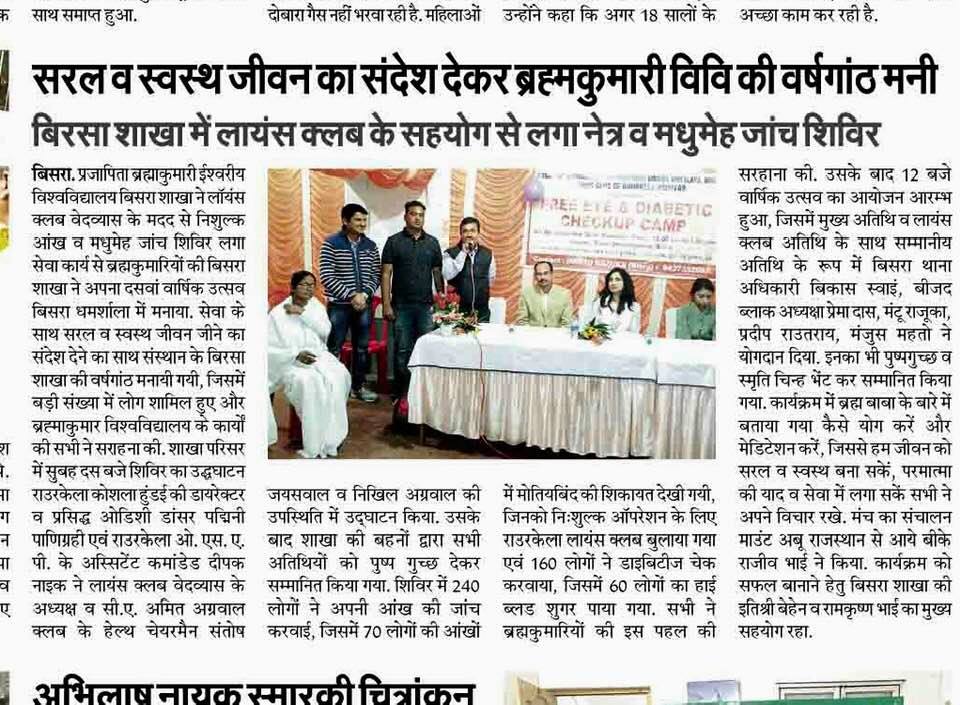 साथ समाप्त हुआ.
दोबारा गैस नहीं भरवा रही है. महिलाओं
उन्होंने कहा कि अगर 18 सालों के
अच्छा काम कर रही है.
सरल व स्वस्थ जीवन का संदेश देकर ब्रह्मकुमारी विवि की वर्षगांठ मनी
बिरसा शाखा में लायंस क्लब के सहयोग से लगा नेत्र व मधुमेह जांच शिविर
बिसरा. प्रजापिता ब्रह्माकुमारी ईश्वरीय
विश्वविद्यालय बिसरा शाखा ने लॉयंस
क्लब वेदव्यास के मदद से निशुल्क
आंख व मधुमेह जांच शिविर लगा
सेवा कार्य से ब्रह्मकुमारियों की बिसरा
शाखा ने अपना दसवां वार्षिक उत्सव
बिसरा धमर्शाला में मनाया. सेवा के
साथ सरल व स्वस्थ जीवन जीने का
संदेश देने का साथ संस्थान के बिरसा
शाखा की वर्षगांठ मनायी गयी, जिसमें
बड़ी संख्या में लोग शामिल हुए और
ब्रह्माकुमार विश्वविद्यालय के कार्यों
की सभी ने सराहना की. शाखा परिसर
में सुबह दस बजे शिविर का उद्धघाटन
राउरकेला कोशला हुंडई की डायरेक्टर
व प्रसिद्ध ओडिशी डांसर पद्मिनी
पाणिग्रही एवं राउरकेला ओ. एस. ए.
पी. के अस्सिटेंट कमांडेड दीपक
नाइक ने लायंस क्लब वेदव्यास के
अध्यक्ष व सी.ए. अमित अग्रवाल
क्लब के हेल्थ चेयरमैन संतोष
FREE EYE & DIABETIC
CHECKUP CAMP
जयसवाल व निखिल अग्रवाल की
उपस्थिति में उद्घाटन किया. उसके
बाद शाखा की बहनों द्वारा सभी
अतिथियों को पुष्प गुच्छ देकर
सम्मानित किया गया. शिविर में 240
लोगों ने अपनी आंख की जांच
करवाई, जिसमें 70 लोगों की आंखों
में मोतियबिंद की शिकायत देखी गयी,
जिनको निःशुल्क ऑपरेशन के लिए
राउरकेला लायंस क्लब बुलाया गया
एवं 160 लोगों ने डाइबिटीज चेक
करवाया, जिसमें 60 लोगों का हाई
ब्लड शुगर पाया गया. सभी ने
ब्रह्मकुमारियों की इस पहल की
सरहाना की. उसके बाद 12 बजे
वार्षिक उत्सव का आयोजन आरम्भ
हुआ, जिसमें मुख्य अतिथि व लायंस
क्लब अतिथि के साथ सम्मानीय
अतिथि के रूप में बिसरा थाना
अधिकारी बिकास स्वाइं, बीजद
ब्लाक अध्यक्षा प्रेमा दास, मंटू राजूका,
प्रदीप राउतराय, मंजुस महतो ने
योगदान दिया. इनका भी पुष्पगुच्छ व
स्मृति चिन्ह भेंट कर सम्मानित किया
गया. कार्यक्रम में ब्रह्म बाबा के बारे में
बताया गया कैसे योग करें और
मेडिटेशन करें, जिससे हम जीवन को
सरल व स्वस्थ बना सकें, परमात्मा
की याद व सेवा में लगा सकें सभी ने
अपने विचार रखे. मंच का संचालन
माउंट अबू राजस्थान से आये बीके
राजीव भाई ने किया. कार्यक्रम को
सफल बानाने हेतु बिसरा शाखा की
इतिश्री बेहेन व रामकृष्ण भाई का मुख्य
सहयोग रहा.
अभिलाष नायक स्मारकी चित्रांकन